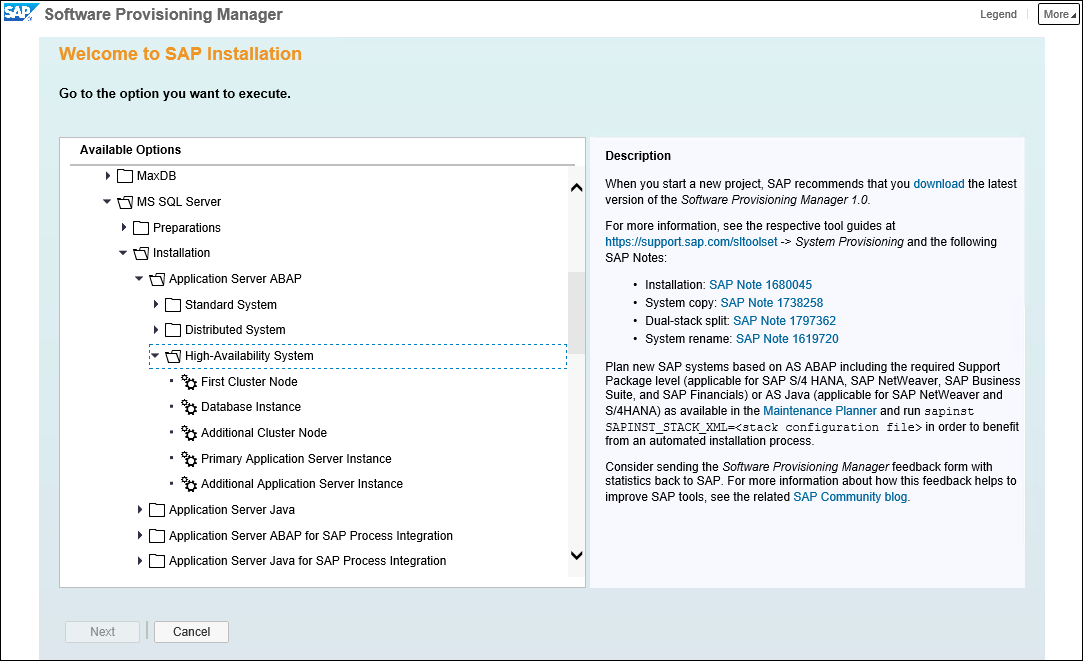 SAP Software Provisioning Manager
Legend
More
Welcome to SAP Installation
Go to the option you want to execute.
Available Options
MaxDB
MS SQL Server
Preparations
Installation
Application Server ABAP
Standard System
Distributed System
High-Availability System
First Cluster Node
Database Instance
Additional Cluster Node
Primary Application Server Instance
Additional Application Server Instance
Application Server Java
Application Server ABAP for SAP Process Integration
Application Server Java for SAP Process Integration
Description
When you start a new project, SAP recommends that you download the latest
version of the Software Provisioning Manager 1.0.
For more information, see the respective tool guides at
https://support.sap.com/sltoolset -> System Provisioning and the following
SAP Notes:
• Installation: SAP Note 1680045
• System copy: SAP Note 1738258
• Dual-stack split: SAP Note 1797362
• System rename: SAP Note 1619720
Plan new SAP systems based on AS ABAP including the required Support
Package level (applicable for SAP S/4 HANA, SAP NetWeaver, SAP Business
Suite, and SAP Financials) or AS Java (applicable for SAP NetWeaver and
S/4HANA) as available in the Maintenance Planner and run sapinst
SAPINST_STACK_XML=<stack configuration file> in order to benefit
from an automated installation process.
Consider sending the Software Provisioning Manager feedback form with
statistics back to SAP. For more information about how this feedback helps to
improve SAP tools, see the related SAP Community blog.
Next
Cancel